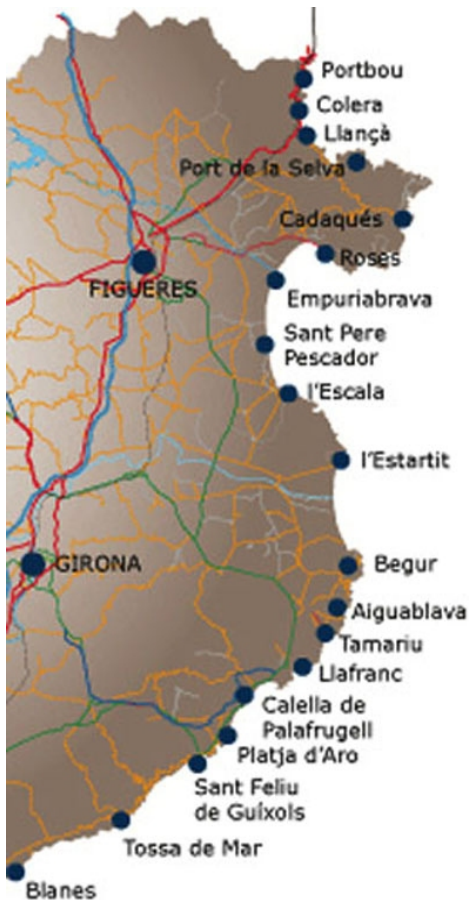 Portbou
Colera
Llançà
Port de la Selva
Cadaqués
Roses
FIGUERES
Empuriabrava
Sant Pere
Pescador
l'Escala
l'Estartit
GIRONA
Begur
Aiguablava
Tamariu
Llafranc
Calella de
Palafrugell
Platja d'Aro
Sant Feliu
de Guíxols
Tossa de Mar
Blanes